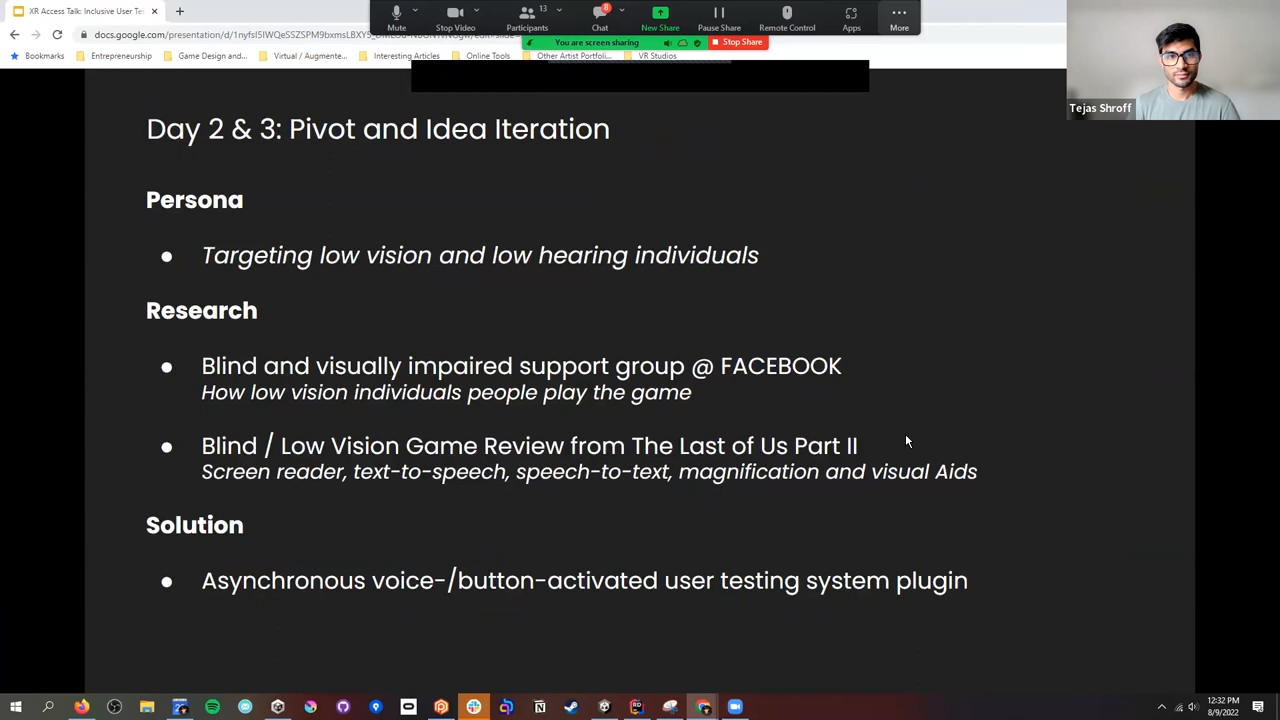 XR Access Talk: Inclusive User Te
Mute
Stop Video
13
Participants
8
Chat
New Share
Pause Share
Remote Control
Apps
More
You are screen sharing
Stop Share
Bookmarks
Entrepreneurship
Game Design and...
Virtual / Augmente...
Interesting Articles
Online Tools
Other Artist Portfoli...
VR Studios
Tejas Shroff
Day 2 & 3: Pivot and Idea Iteration
Persona
● Targeting low vision and low hearing individuals
Research
● Blind and visually impaired support group @ FACEBOOK
How low vision individuals people play the game
● Blind / Low Vision Game Review from The Last of Us Part II
Screen reader, text-to-speech, speech-to-text, magnification and visual Aids
Solution
● Asynchronous voice-/button-activated user testing system plugin
12:32 PM
8/9/2022